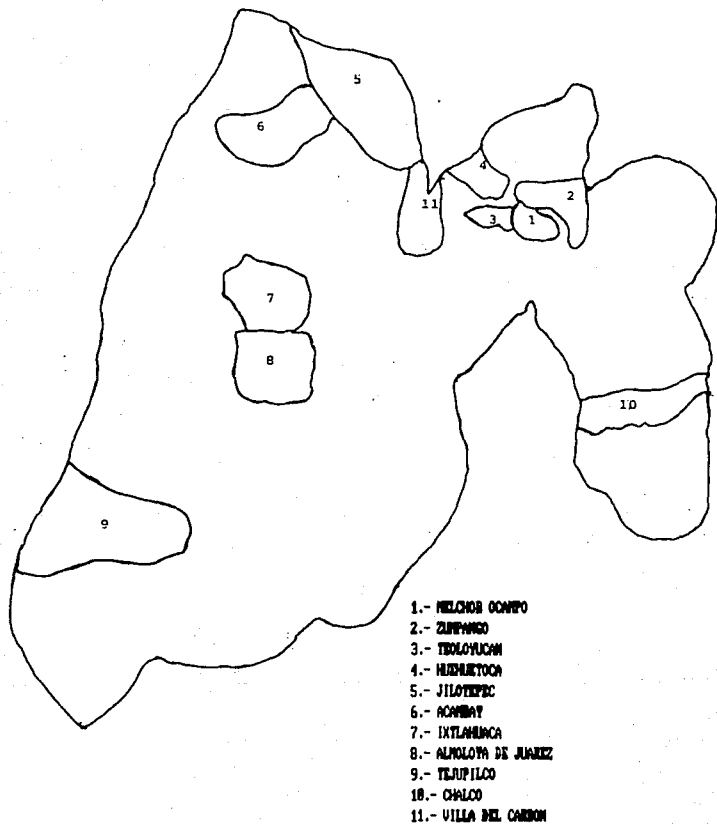 5
6
4
11
2
3
1
7
8
10
9
1.- MELCHOR OCAMPO
2.- ZUMPANGO
3.- TEOLOYUCAN
4.- HUEHUETOCA
5.- JILOTEPEC
6.- ACAMBAY
7.- IXTLAHUACA
8.- ALMOLOYA DE JUAREZ
9.- TEJUPILCO
10.- CHALCO
11.- VILLA DEL CARBON